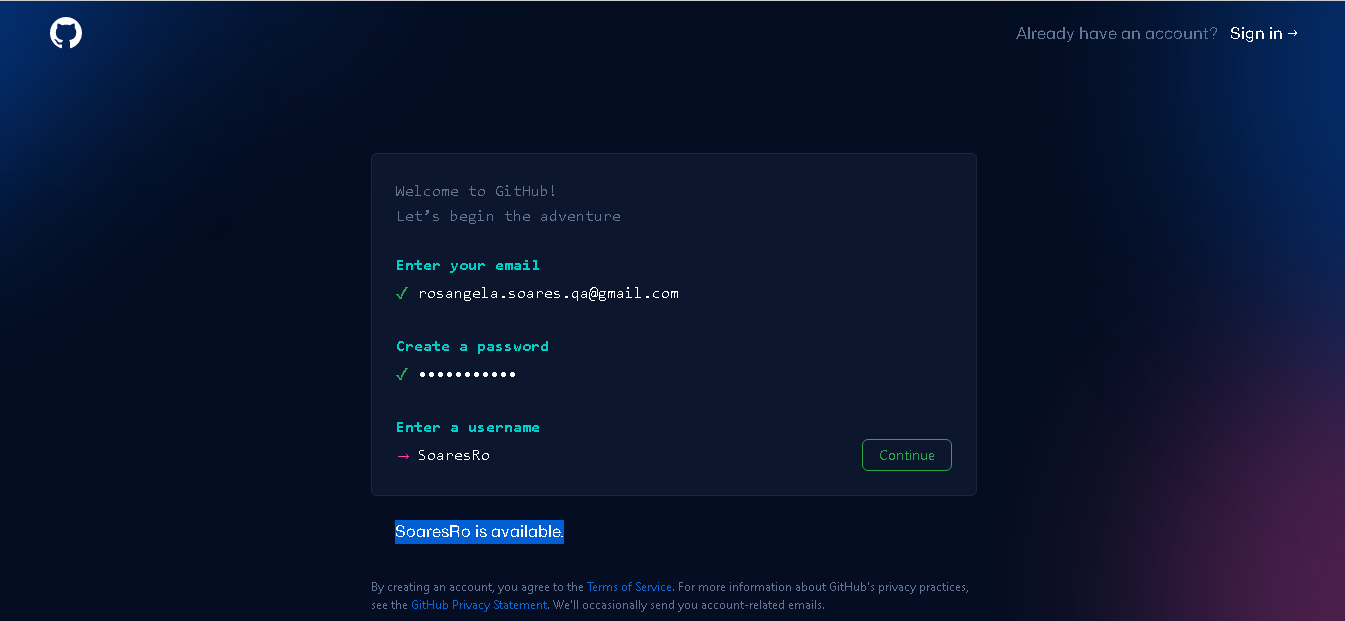 Already have an account? Sign in →
Welcome to GitHub!
Let's begin the adventure
Enter your email
✓ rosangela.soares.qa@gmail.com
Create a password
✓ •••••••••••
Enter a username
→ SoaresRo
Continue
SoaresRo is available.
By creating an account, you agree to the Terms of Service. For more information about GitHub's privacy practices,
see the GitHub Privacy Statement. We'll occasionally send you account-related emails.